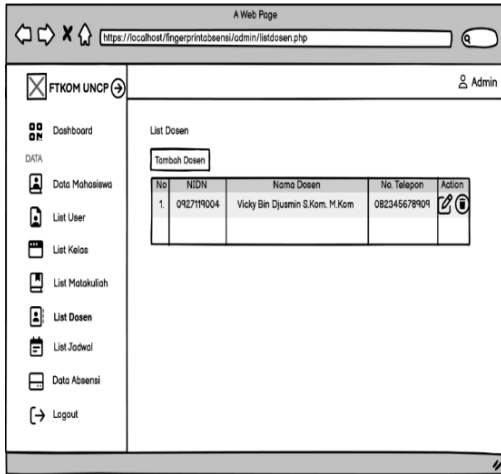 A Web Page
https://localhost/fingerprintabsensi/admin/listdosen.php
FTKOM UNCP
Admin
Dashboard
DATA
Data Mahasiswa
List User
List Kelas
List Matakuliah
List Dosen
List Jadwal
Data Absensi
Logout
List Dosen
Tambah Dosen
No NIDN Nama Dosen No. Telepon Action
1. 0927119004 Vicky Bin Djusmin S.Kom. M.Kom 082345678909